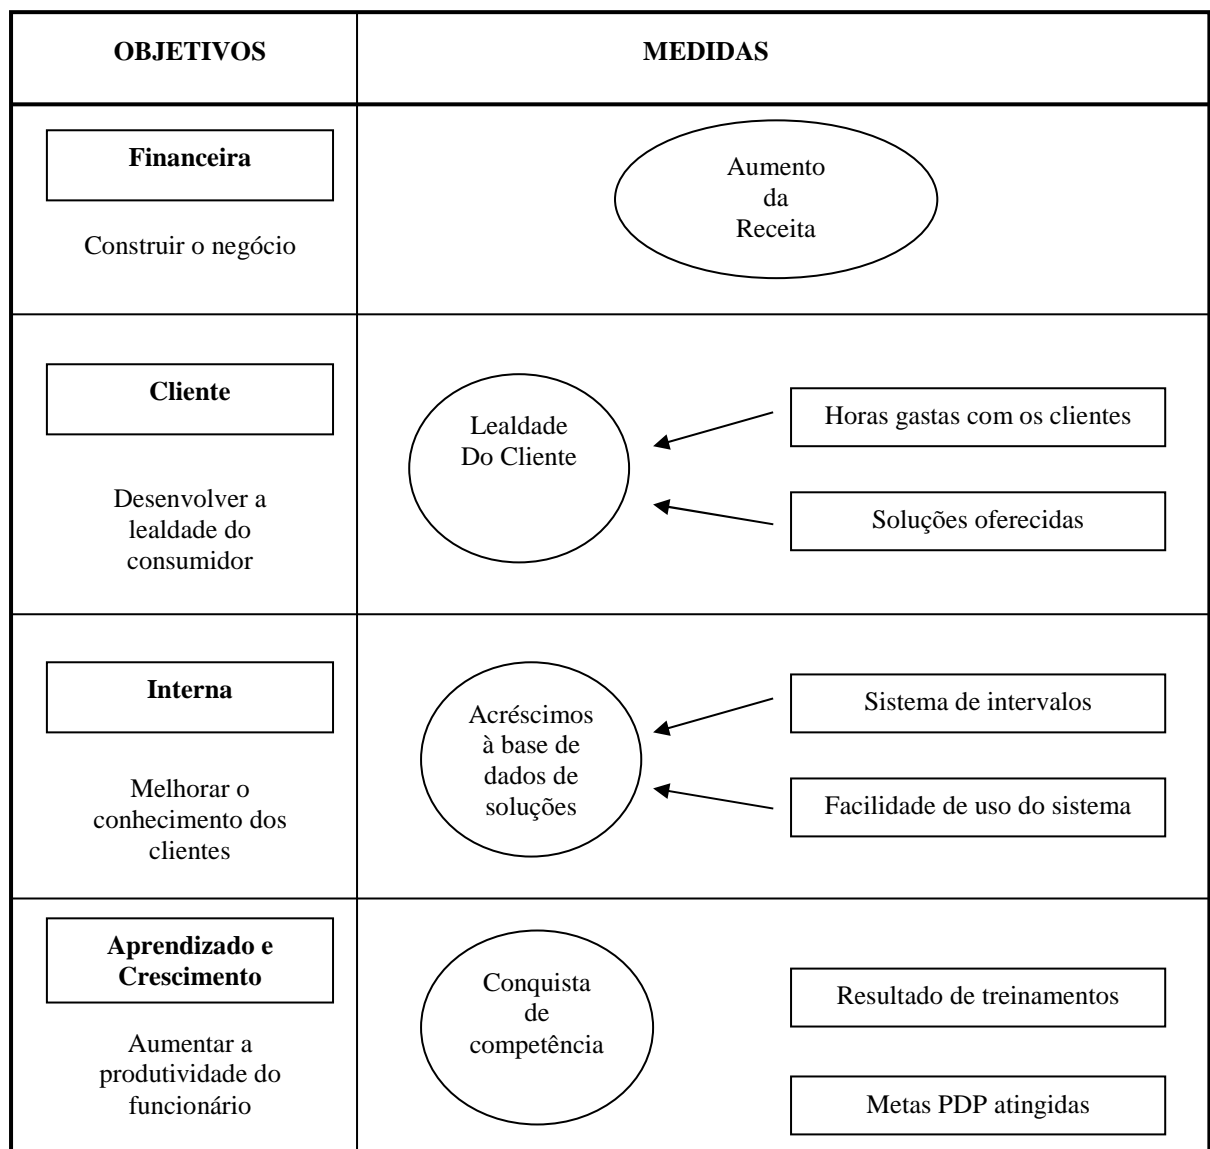 OBJETIVOS
MEDIDAS
Financeira
Construir o negócio
Aumento
da
Receita
Cliente
Desenvolver a
lealdade do
consumidor
Lealdade
Do Cliente
Horas gastas com os clientes
Soluções oferecidas
Interna
Melhorar o
conhecimento dos
clientes
Acréscimos
à base de
dados de
soluções
Sistema de intervalos
Facilidade de uso do sistema
Aprendizado e
Crescimento
Aumentar a
produtividade do
funcionário
Conquista
de
competência
Resultado de treinamentos
Metas PDP atingidas